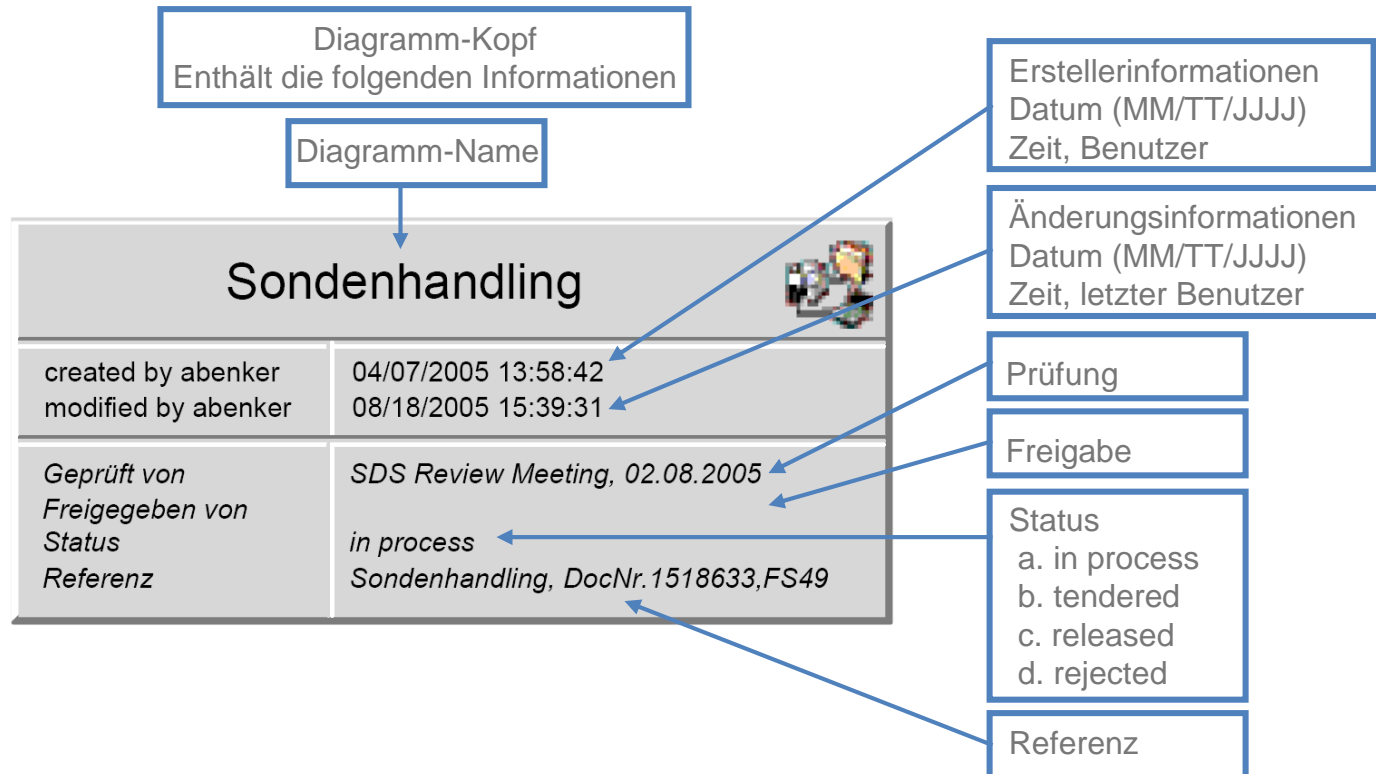 Diagramm-Kopf
Enthält die folgenden Informationen
Diagramm-Name
Sondenhandling
created by abenker 04/07/2005 13:58:42
modified by abenker 08/18/2005 15:39:31
Geprüft von SDS Review Meeting, 02.08.2005
Freigegeben von
Status in process
Referenz Sondenhandling, DocNr.1518633,FS49
Erstellerinformationen
Datum (MM/TT/JJJJ)
Zeit, Benutzer
Änderungsinformationen
Datum (MM/TT/JJJJ)
Zeit, letzter Benutzer
Prüfung
Freigabe
Status
a. in process
b. tendered
c. released
d. rejected
Referenz